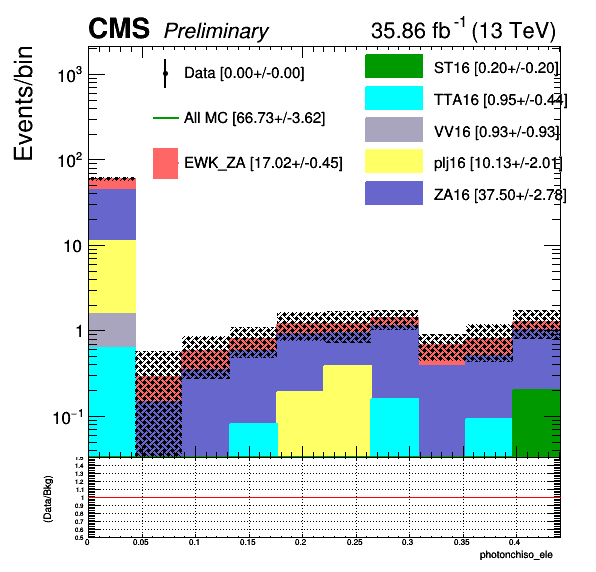 CMS Preliminary 35.86 fb⁻¹ (13 TeV)
Events/bin
10³
10²
10
1
10⁻¹
Data [0.00+/-0.00]
All MC [66.73+/-3.62]
EWK_ZA [17.02+/-0.45]
ST16 [0.20+/-0.20]
TTA16 [0.95+/-0.44]
VV16 [0.93+/-0.93]
plj16 [10.13+/-2.01]
ZA16 [37.50+/-2.78]
(Data/Bkg)
1.5
1.4
1.3
1.2
1.1
1
0.9
0.8
0.7
0.6
0.5
0 0.05 0.1 0.15 0.2 0.25 0.3 0.35 0.4
photonchiso_ele